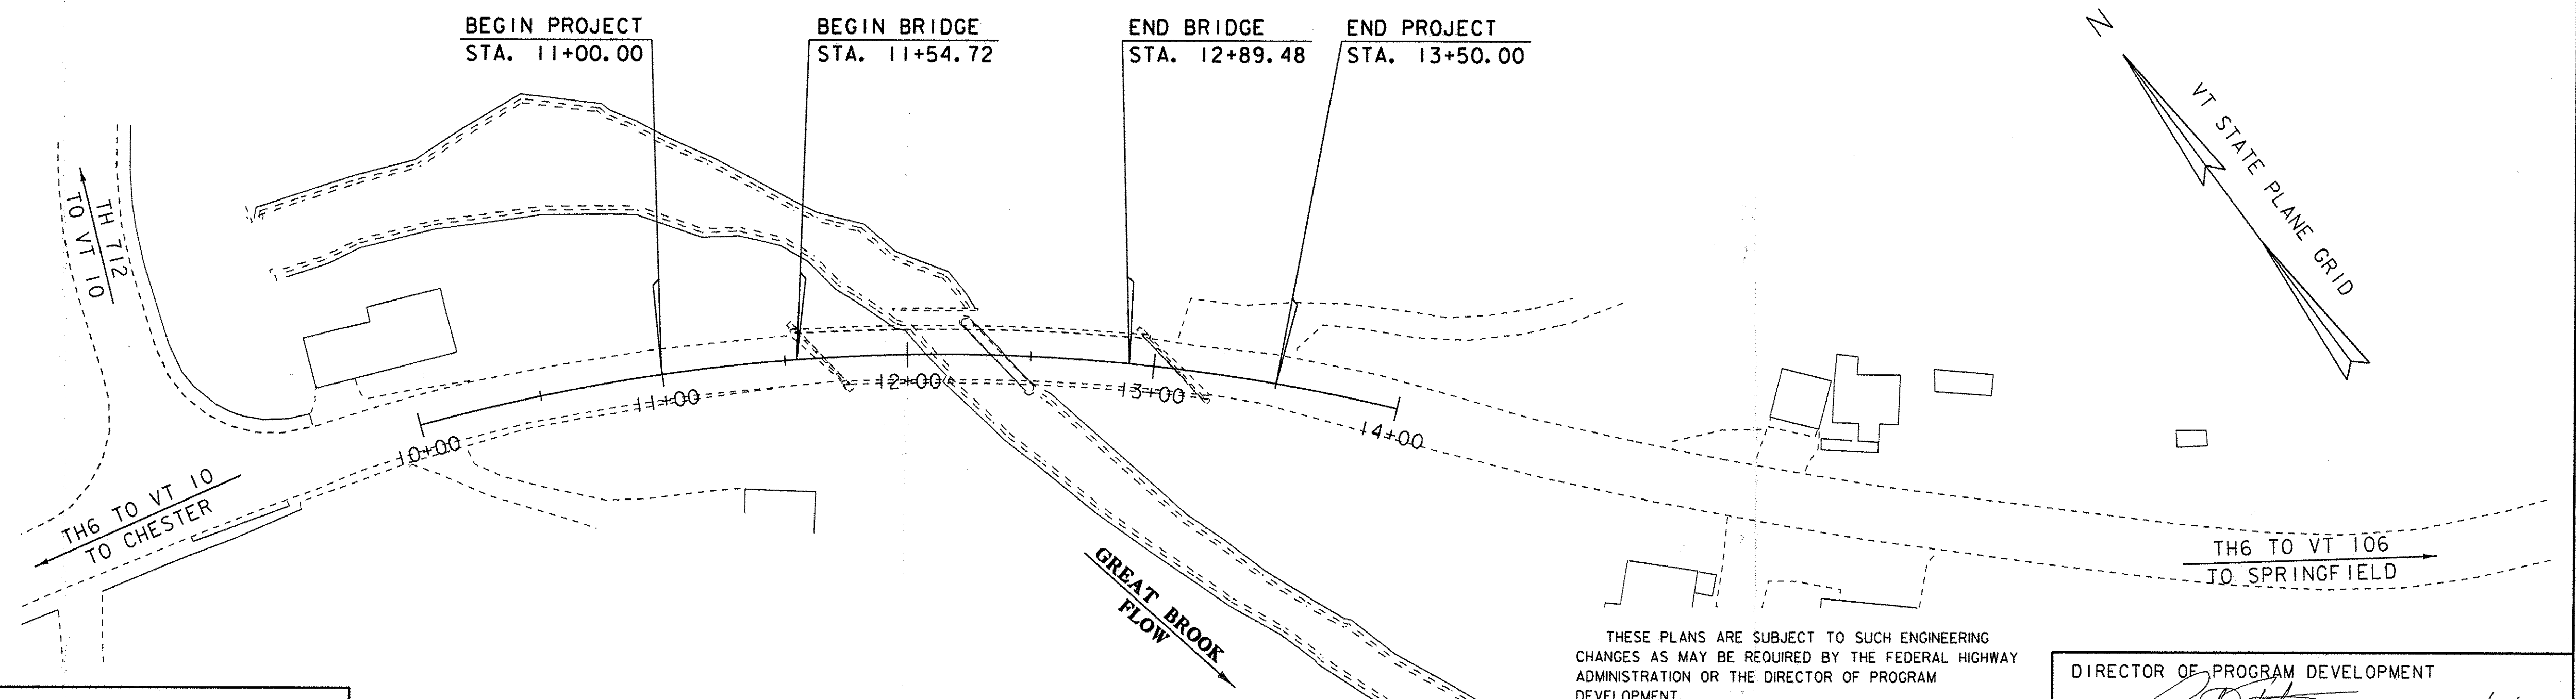 BEGIN PROJECT
STA. 11+00.00
BEGIN BRIDGE
STA. 11+54.72
END BRIDGE
STA. 12+89.48
END PROJECT
STA. 13+50.00
N
VT STATE PLANE GRID
TH 712
TO VT 10
10+00
11+00
12+00
13+00
14+00
TH6 TO VT 10
TO CHESTER
GREAT BROOK
FLOW
TH6 TO VT 106
TO SPRINGFIELD
THESE PLANS ARE SUBJECT TO SUCH ENGINEERING
CHANGES AS MAY BE REQUIRED BY THE FEDERAL HIGHWAY
ADMINISTRATION OR THE DIRECTOR OF PROGRAM
DEVELOPMENT.
DIRECTOR OF PROGRAM DEVELOPMENT